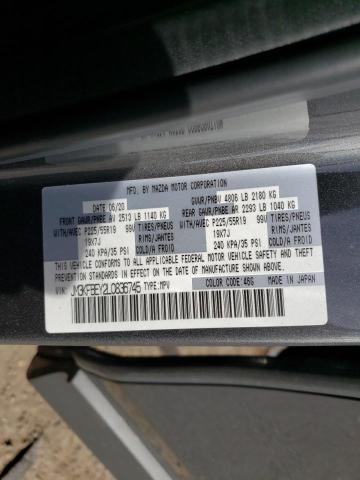 MFD. BY MAZDA MOTOR CORPORATION
DATE 06/20 GVWR/PNBV 4806 LB 2180 KG
FRONT GAWR/PNBE AV 2513 LB 1140 KG REAR GAWR/PNBE AR 2293 LB 1040 KG
WITH/AVEC P225/55R19 99V TIRES/PNEUS WITH/AVEC P225/55R19 99V TIRES/PNEUS
19X7J RIMS/JANTES 19X7J RIMS/JANTES
240 KPA/35 PSI COLD/A FROID 240 KPA/35 PSI COLD/A FROID
THIS VEHICLE CONFORMS TO ALL APPLICABLE FEDERAL MOTOR VEHICLE SAFETY
STANDARDS IN EFFECT ON THE DATE OF MANUFACTURE SHOWN ABOVE.
JM3KFBEY2L0836745 TYPE:MPV COLOR CODE:46G MADE IN JAPAN